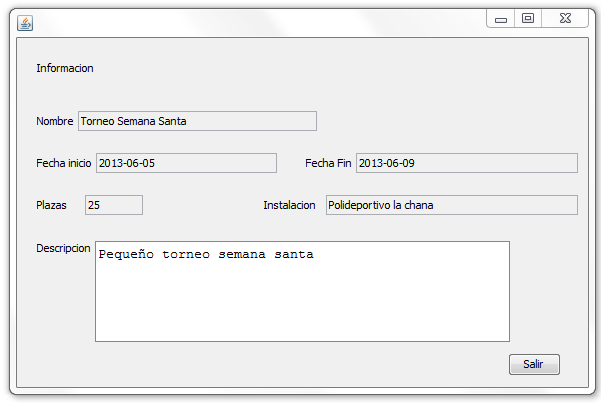 Informacion
Nombre Torneo Semana Santa
Fecha inicio 2013-06-05 Fecha Fin 2013-06-09
Plazas 25 Instalacion Polideportivo la chana
Descripcion Pequeño torneo semana santa
Salir